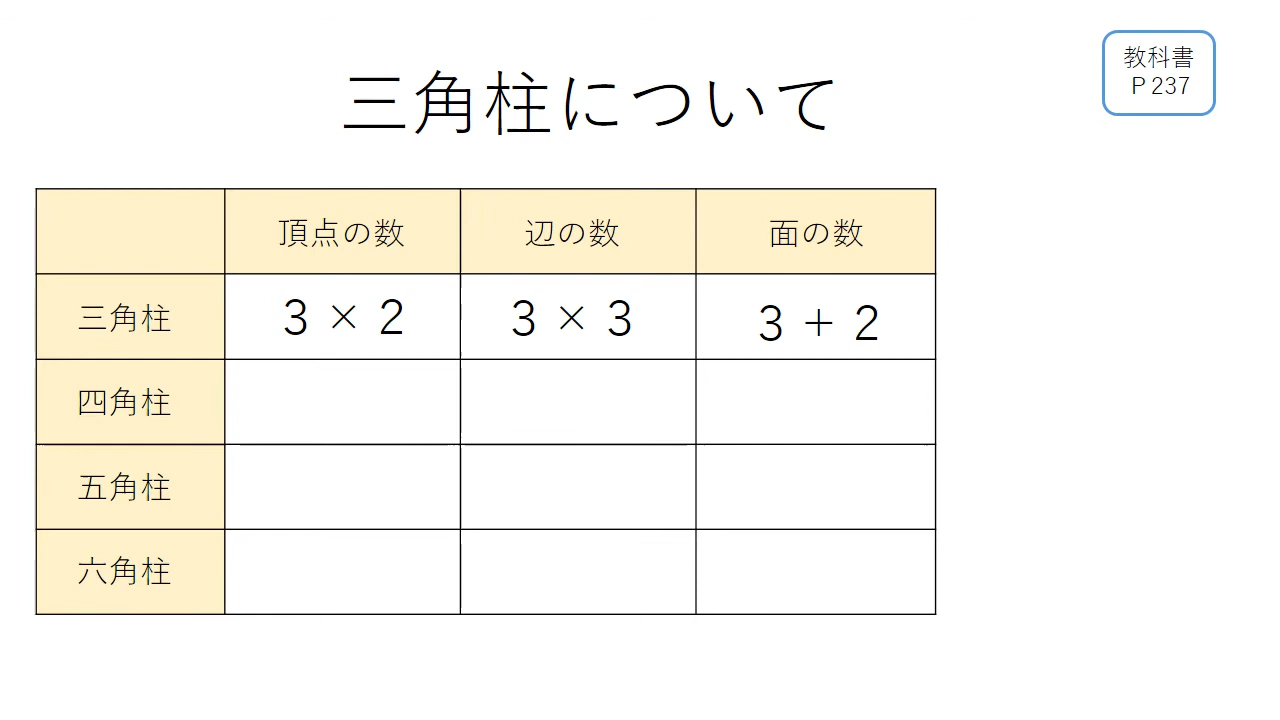 三角柱について
教科書
Ｐ237
頂点の数 辺の数 面の数
三角柱 3 × 2 3 × 3 3 + 2
四角柱
五角柱
六角柱